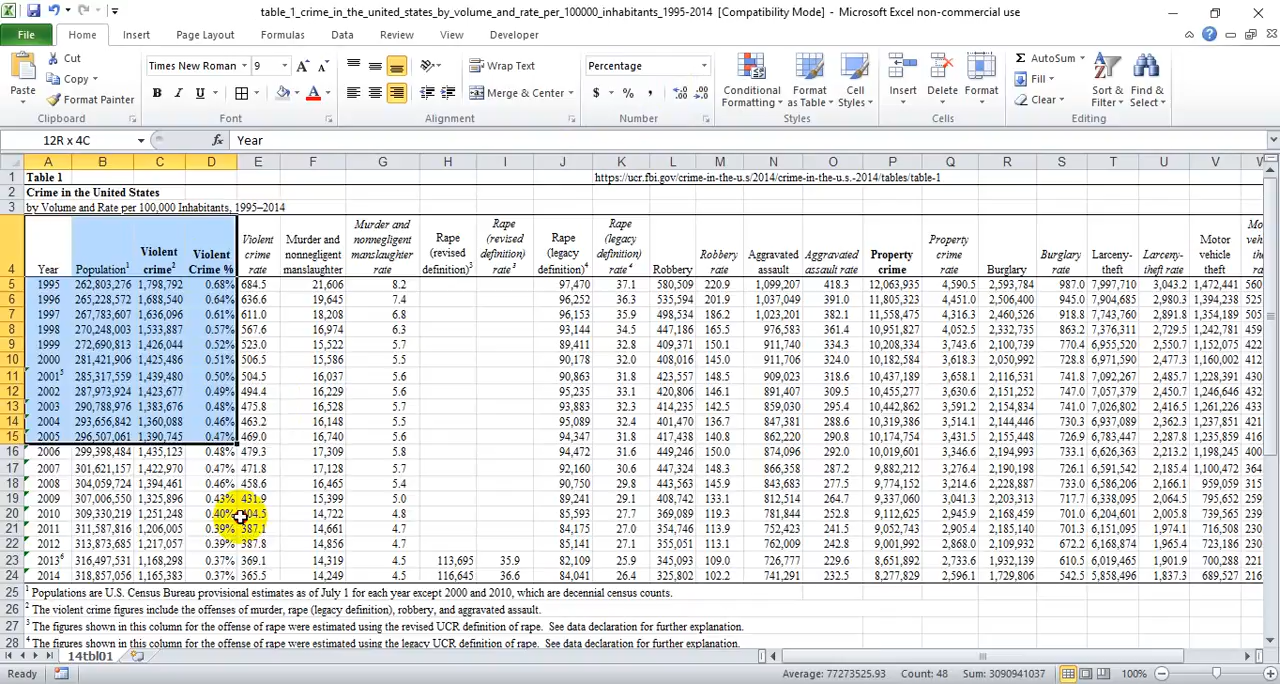 table_1_crime_in_the_united_states_by_volume_and_rate_per_100000_inhabitants_1995-2014 [Compatibility Mode] - Microsoft Excel non-commercial use
File Home Insert Page Layout Formulas Data Review View Developer
Cut
Copy
Format Painter
Paste
Clipboard
Times New Roman 9
B I U
Font
Wrap Text
Merge & Center
Alignment
Percentage
$ % ,
Number
Conditional Formatting
Format as Table
Cell Styles
Styles
Insert Delete Format
Cells
AutoSum
Fill
Clear
Sort & Filter
Find & Select
Editing
12R x 4C fx Year
A B C D E F G H I J K L M N O P Q R S T U V W
1 Table 1 https://ucr.fbi.gov/crime-in-the-u.s/2014/crime-in-the-u.s.-2014/tables/table-1
2 Crime in the United States
3 by Volume and Rate per 100,000 Inhabitants, 1995–2014
4 Year Population1 Violent crime2 Violent Crime % Violent crime rate Murder and nonnegligent manslaughter Murder and nonnegligent manslaughter rate Rape (revised definition)3 Rape (revised definition) rate3 Rape (legacy definition)4 Rape (legacy definition) rate4 Robbery Robbery rate Aggravated assault Aggravated assault rate Property crime Property crime rate Burglary Burglary rate Larceny-theft Larceny-theft rate Motor vehicle theft
5 1995 262,803,276 1,798,792 0.68% 684.5 21,606 8.2 97,470 37.1 580,509 220.9 1,099,207 418.3 12,063,935 4,590.5 2,593,784 987.0 7,997,710 3,043.2 1,472,441 560
6 1996 265,228,572 1,688,540 0.64% 636.6 19,645 7.4 96,252 36.3 535,594 201.9 1,037,049 391.0 11,805,323 4,451.0 2,506,400 945.0 7,904,685 2,980.3 1,394,238 525
7 1997 267,783,607 1,636,096 0.61% 611.0 18,208 6.8 96,153 35.9 498,534 186.2 1,023,201 382.1 11,558,475 4,316.3 2,460,526 918.8 7,743,760 2,891.8 1,354,189 505
8 1998 270,248,003 1,533,887 0.57% 567.6 16,974 6.3 93,144 34.5 447,186 165.5 976,583 361.4 10,951,827 4,052.5 2,332,735 863.2 7,376,311 2,729.5 1,242,781 459
9 1999 272,690,813 1,426,044 0.52% 523.0 15,522 5.7 89,411 32.8 409,371 150.1 911,740 334.3 10,208,334 3,743.6 2,100,739 770.4 6,955,520 2,550.7 1,152,075 422
10 2000 281,421,906 1,425,486 0.51% 506.5 15,586 5.5 90,178 32.0 408,016 145.0 911,706 324.0 10,182,584 3,618.3 2,050,992 728.8 6,971,590 2,477.3 1,160,002 412
11 20015 285,317,559 1,439,480 0.50% 504.5 16,037 5.6 90,863 31.8 423,557 148.5 909,023 318.6 10,437,189 3,658.1 2,116,531 741.8 7,092,267 2,485.7 1,228,391 430
12 2002 287,973,924 1,423,677 0.49% 494.4 16,229 5.6 95,235 33.1 420,806 146.1 891,407 309.5 10,455,277 3,630.6 2,151,252 747.0 7,057,379 2,450.7 1,246,646 432
13 2003 290,788,976 1,383,676 0.48% 475.8 16,528 5.7 93,883 32.3 414,235 142.5 859,030 295.4 10,442,862 3,591.2 2,154,834 741.0 7,026,802 2,416.5 1,261,226 433
14 2004 293,656,842 1,360,088 0.46% 463.2 16,148 5.5 95,089 32.4 401,470 136.7 847,381 288.6 10,319,386 3,514.1 2,144,446 730.3 6,937,089 2,362.3 1,237,851 421
15 2005 296,507,061 1,390,745 0.47% 469.0 16,740 5.6 94,347 31.8 417,438 140.8 862,220 290.8 10,174,754 3,431.5 2,155,448 726.9 6,783,447 2,287.8 1,235,859 416
16 2006 299,398,484 1,435,123 0.48% 479.3 17,309 5.8 94,472 31.6 449,246 150.0 874,096 292.0 10,019,601 3,346.6 2,194,993 733.1 6,626,363 2,213.2 1,198,245 400
17 2007 301,621,157 1,422,970 0.47% 471.8 17,128 5.7 92,160 30.6 447,324 148.3 866,358 287.2 9,882,212 3,276.4 2,190,198 726.1 6,591,542 2,185.4 1,100,472 364
18 2008 304,059,724 1,394,461 0.46% 458.6 16,465 5.4 90,750 29.8 443,563 145.9 843,683 277.5 9,774,152 3,214.6 2,228,887 733.0 6,586,206 2,166.1 959,059 315
19 2009 307,006,550 1,325,896 0.43% 431.9 15,399 5.0 89,241 29.1 408,742 133.1 812,514 264.7 9,337,060 3,041.3 2,203,313 717.7 6,338,095 2,064.5 795,652 259
20 2010 309,330,219 1,251,248 0.40% 404.5 14,722 4.8 85,593 27.7 369,089 119.3 781,844 252.8 9,112,625 2,945.9 2,168,459 701.0 6,204,601 2,005.8 739,565 239
21 2011 311,587,816 1,206,005 0.39% 387.1 14,661 4.7 84,175 27.0 354,746 113.9 752,423 241.5 9,052,743 2,905.4 2,185,140 701.3 6,151,095 1,974.1 716,508 230
22 2012 313,873,685 1,217,057 0.39% 387.8 14,856 4.7 85,141 27.1 355,051 113.1 762,009 242.8 9,001,992 2,868.0 2,109,932 672.2 6,168,874 1,965.4 723,186 230
23 20136 316,497,531 1,168,298 0.37% 369.1 14,319 4.5 113,695 35.9 82,109 25.9 345,093 109.0 726,777 229.6 8,651,892 2,733.6 1,932,139 610.5 6,019,465 1,901.9 700,288 221
24 2014 318,857,056 1,165,383 0.37% 365.5 14,249 4.5 116,645 36.6 84,041 26.4 325,802 102.2 741,291 232.5 8,277,829 2,596.1 1,729,806 542.5 5,858,496 1,837.3 689,527 216
25 1 Populations are U.S. Census Bureau provisional estimates as of July 1 for each year except 2000 and 2010, which are decennial census counts.
26 2 The violent crime figures include the offenses of murder, rape (legacy definition), robbery, and aggravated assault.
27 3 The figures shown in this column for the offense of rape were estimated using the revised UCR definition of rape. See data declaration for further explanation.
28 4 The figures shown in this column for the offense of rape were estimated using the legacy UCR definition of rape. See data declaration for further explanation.
14tbl01
Ready Average: 77273525.93 Count: 48 Sum: 3090941037 100%